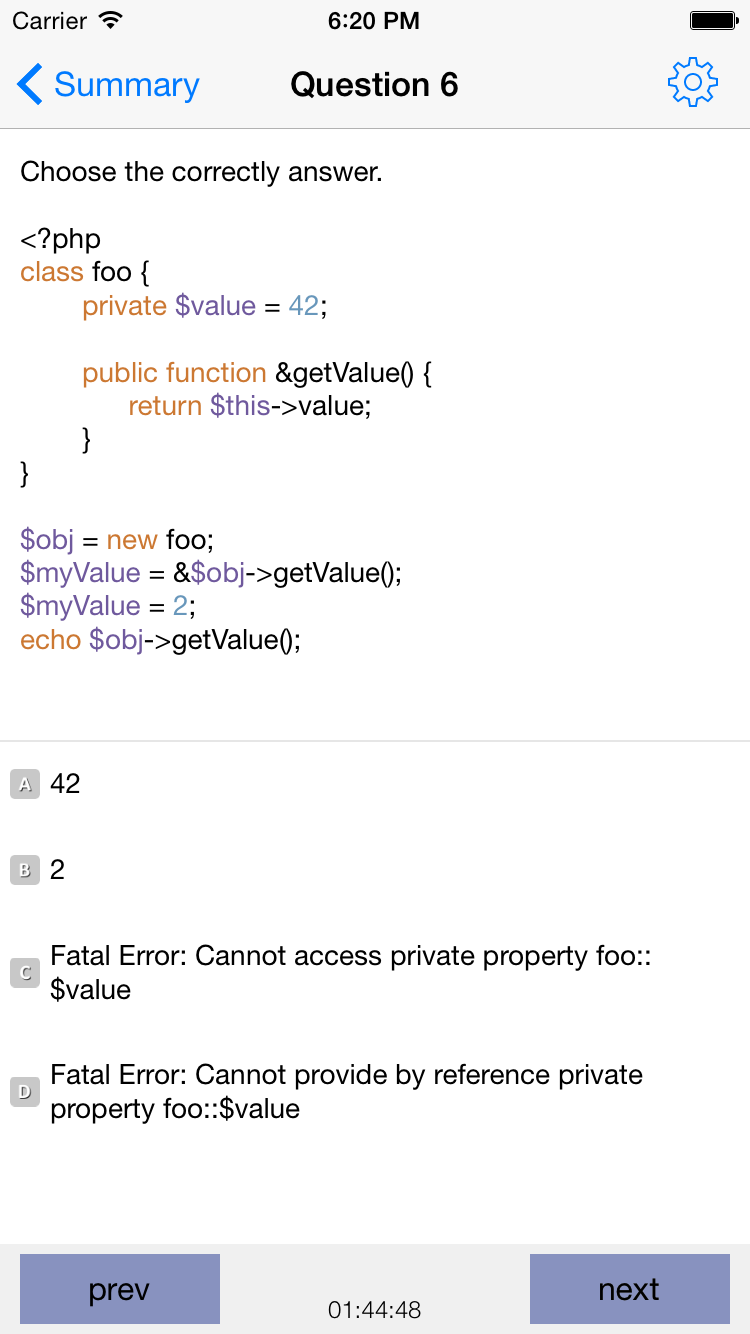 Carrier 6:20 PM
Summary Question 6
Choose the correctly answer.
<?php
class foo {
private $value = 42;
public function &getValue() {
return $this->value;
}
}
$obj = new foo;
$myValue = &$obj->getValue();
$myValue = 2;
echo $obj->getValue();
A 42
B 2
C Fatal Error: Cannot access private property foo::
$value
D Fatal Error: Cannot provide by reference private
property foo::$value
prev 01:44:48 next